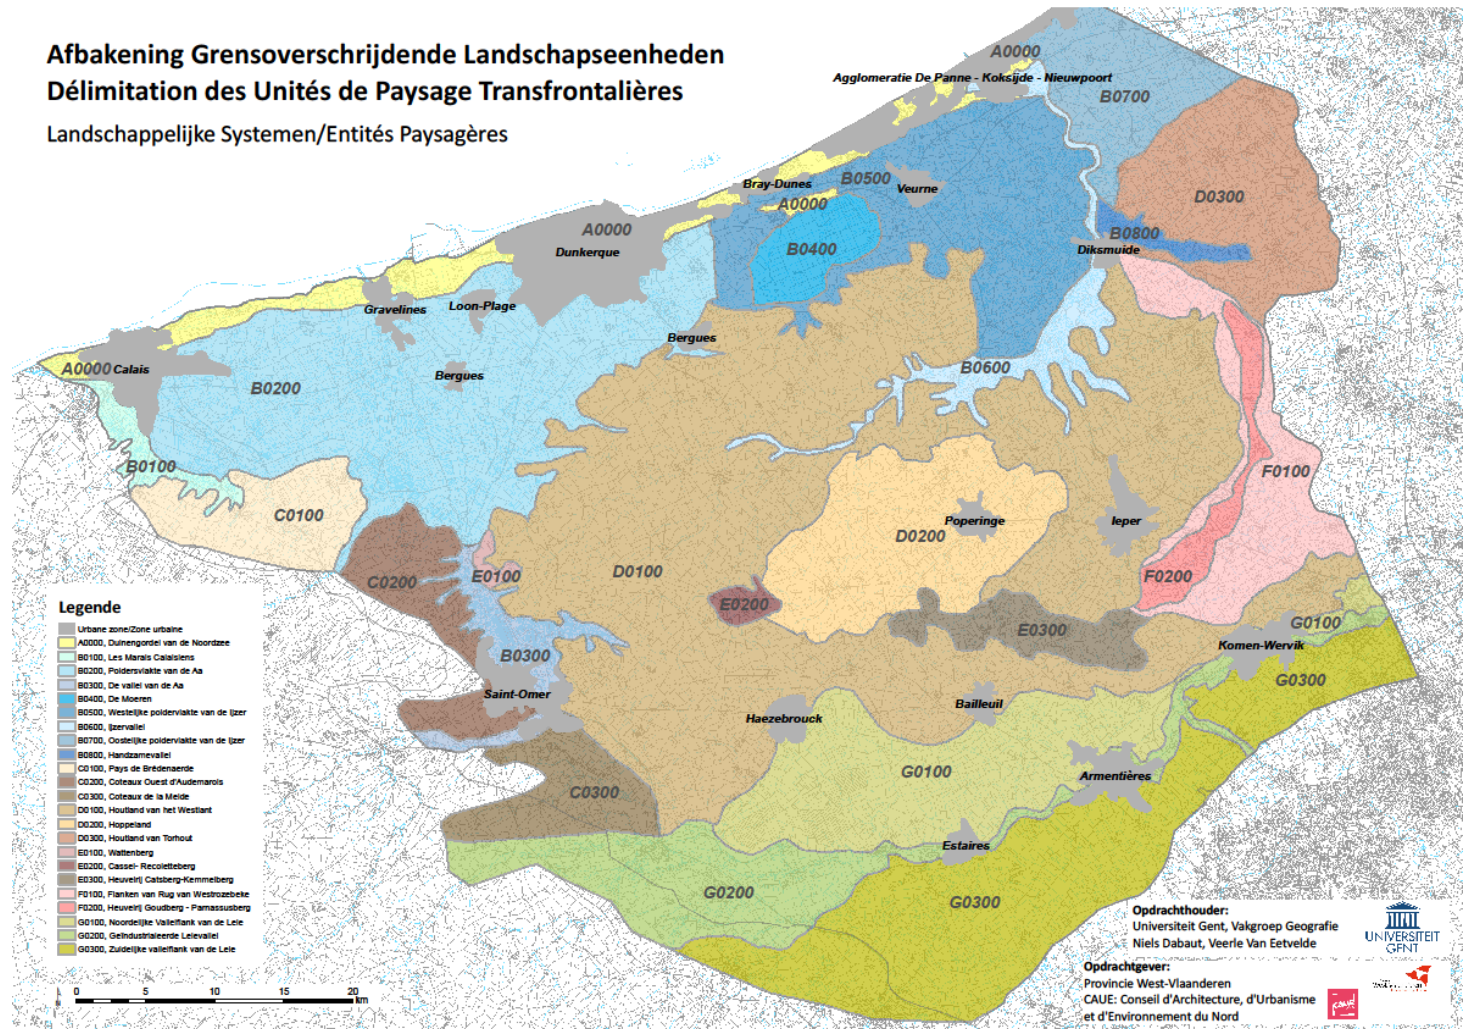 Afbakening Grensoverschrijdende Landschapseenheden
Délimitation des Unités de Paysage Transfrontalières
Landschappelijke Systemen/Entités Paysagères
A0000
Agglomeratie De Panne - Koksijde - Nieuwpoort
B0700
Bray-Dunes
B0500
Veurne
D0300
A0000
A0000
B0400
B0800
Diksmuide
Dunkerque
Gravelines
Loon-Plage
Bergues
A0000
Calais
B0200
Bergues
B0600
B0100
F0100
C0100
Poperinge
Ieper
D0200
C0200
E0100
D0100
F0200
E0200
E0300
G0100
B0300
Komen-Wervik
G0300
Saint-Omer
Haezebrouck
Bailleuil
G0100
Armentières
C0300
Estaires
G0200
G0300
Legende
Urbane zone/Zone urbaine
A0000, Duinengordel van de Noordzee
B0100, Les Marais Calaisiens
B0200, Poldersvlakte van de Aa
B0300, De vallei van de Aa
B0400, De Moeren
B0500, Westelijke poldervlakte van de Ijzer
B0600, Ijzervallei
B0700, Oostelijke poldervlakte van de Ijzer
B0800, Handzamevallei
C0100, Pays de Brédenaerde
C0200, Coteaux Ouest d'Audemarois
C0300, Coteaux de la Melde
D0100, Houtland van het Westland
D0200, Hoppeland
D0300, Houtland van Torhout
E0100, Wattenberg
E0200, Cassel- Recolletteberg
E0300, Heuvelrij Catsberg-Kemmelberg
F0100, Flanken van Rug van Westrozebeke
F0200, Heuvelrij Goudberg - Parnassusberg
G0100, Noordelijke Valleiflank van de Leie
G0200, Geïndustrialeerde Leievallei
G0300, Zuidelijke valleiflank van de Leie
0 5 10 15 20
km
Opdrachthouder:
Universiteit Gent, Vakgroep Geografie
Niels Dabaut, Veerle Van Eetvelde
UNIVERSITEIT
GENT
Opdrachtgever:
Provincie West-Vlaanderen
CAUE: Conseil d'Architecture, d'Urbanisme
et d'Environnement du Nord